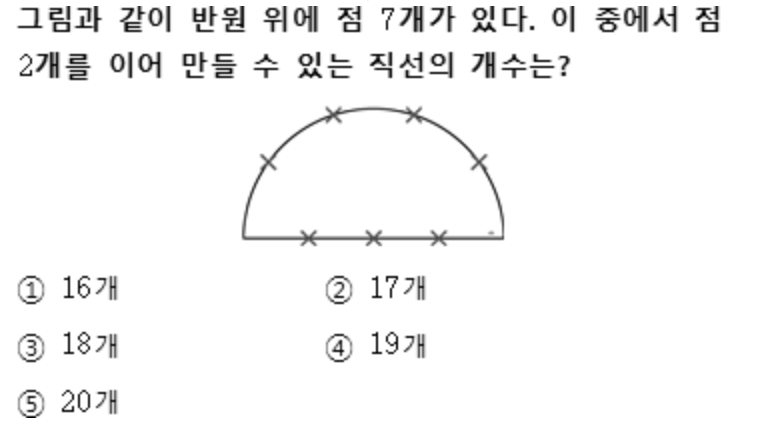 그림과 같이 반원 위에 점 7개가 있다. 이 중에서 점
2개를 이어 만들 수 있는 직선의 개수는?
① 16개 ② 17개
③ 18개 ④ 19개
⑤ 20개